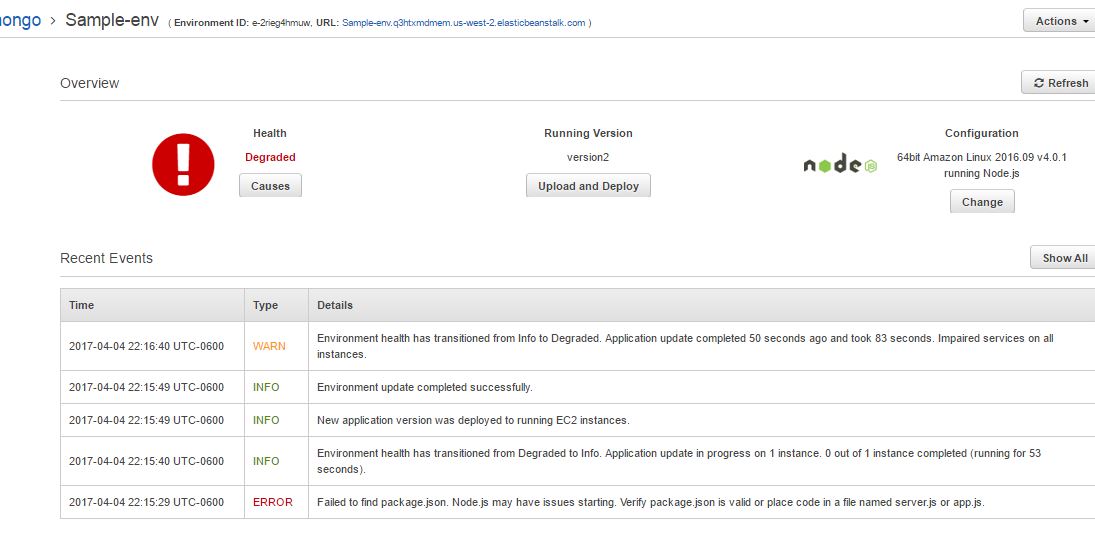 ongo > Sample-env ( Environment ID: e-2rieg4hmuw, URL: Sample-env.q3htxmdmem.us-west-2.elasticbeanstalk.com )
Actions
Overview
Refresh
Health
Degraded
Causes
Running Version
version2
Upload and Deploy
node
JS
Configuration
64bit Amazon Linux 2016.09 v4.0.1
running Node.js
Change
Recent Events
Show All
Time Type Details
2017-04-04 22:16:40 UTC-0600 WARN Environment health has transitioned from Info to Degraded. Application update completed 50 seconds ago and took 83 seconds. Impaired services on all
instances.
2017-04-04 22:15:49 UTC-0600 INFO Environment update completed successfully.
2017-04-04 22:15:49 UTC-0600 INFO New application version was deployed to running EC2 instances.
2017-04-04 22:15:40 UTC-0600 INFO Environment health has transitioned from Degraded to Info. Application update in progress on 1 instance. 0 out of 1 instance completed (running for 53
seconds).
2017-04-04 22:15:29 UTC-0600 ERROR Failed to find package.json. Node.js may have issues starting. Verify package.json is valid or place code in a file named server.js or app.js.